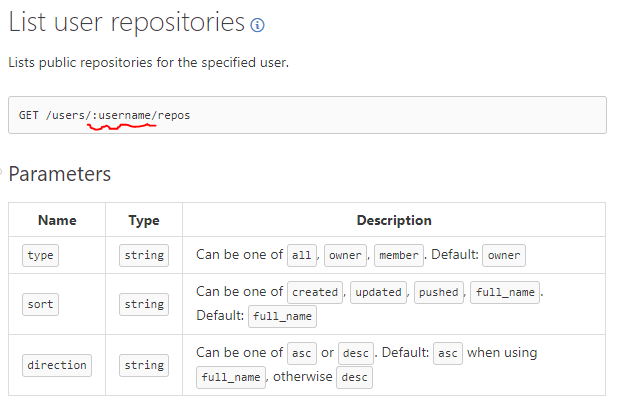 List user repositories
Lists public repositories for the specified user.
GET /users/:username/repos
Parameters
Name Type Description
type string Can be one of all, owner, member. Default: owner
sort string Can be one of created, updated, pushed, full_name.
Default: full_name
direction string Can be one of asc or desc. Default: asc when using
full_name, otherwise desc